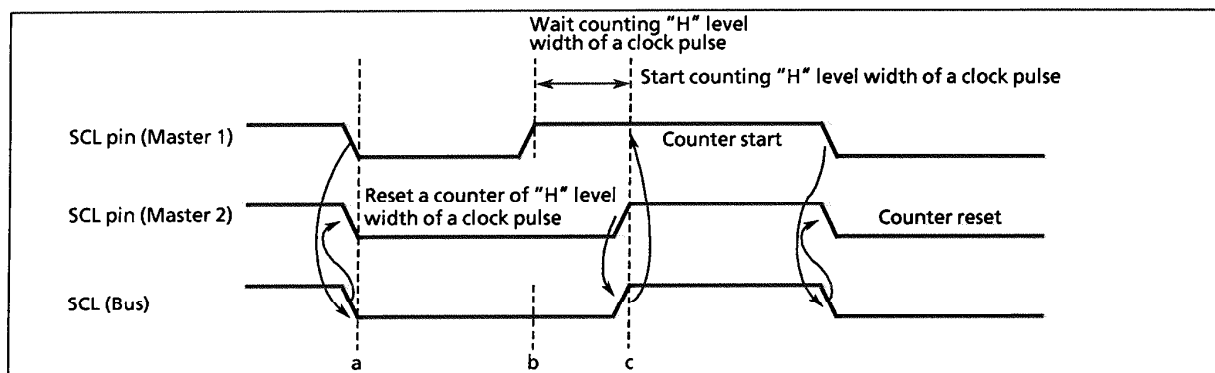 Wait counting "H" level
width of a clock pulse
Start counting "H" level width of a clock pulse
SCL pin (Master 1)
Counter start
Reset a counter of "H" level
width of a clock pulse
SCL pin (Master 2)
Counter reset
SCL (Bus)
a
b
c